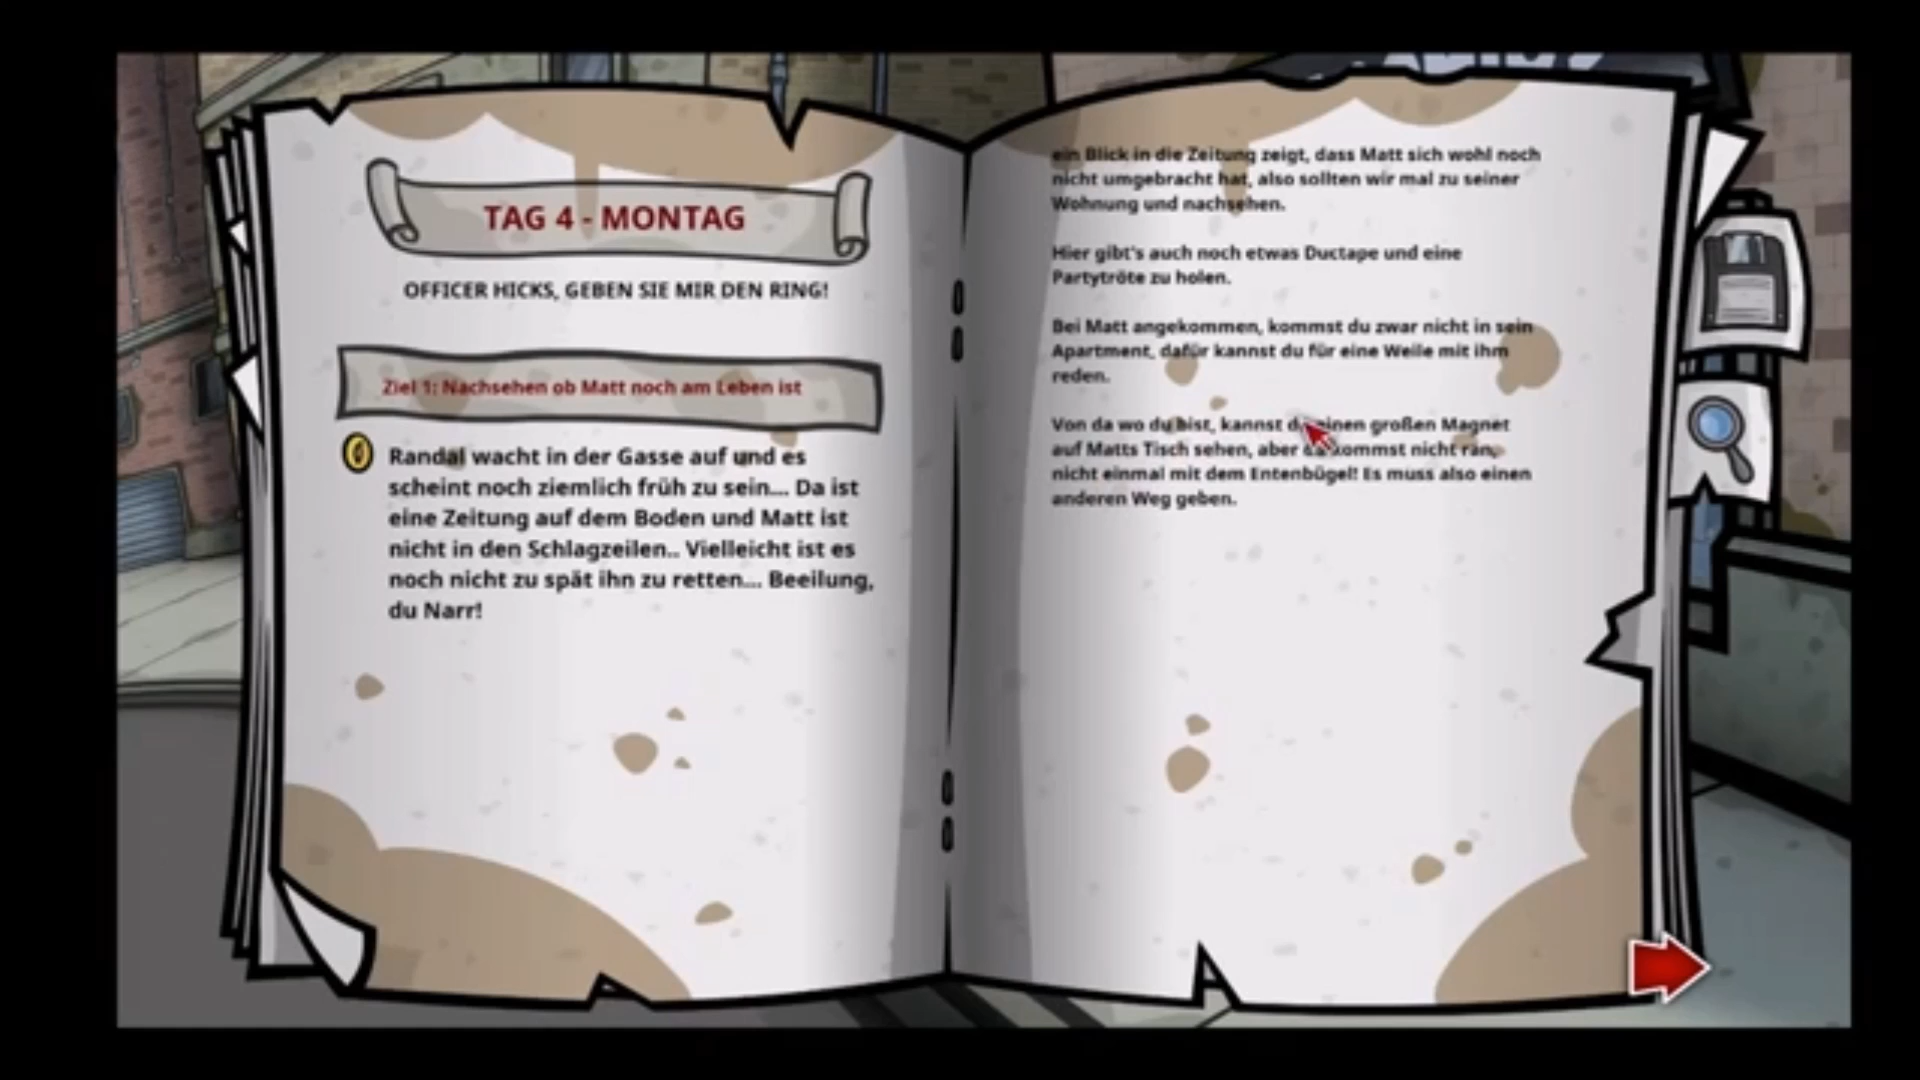 TAG 4 - MONTAG
OFFICER HICKS, GEBEN SIE MIR DEN RING!
Ziel 1: Nachsehen ob Matt noch am Leben ist
Randal wacht in der Gasse auf und es
scheint noch ziemlich früh zu sein... Da ist
eine Zeitung auf dem Boden und Matt ist
nicht in den Schlagzeilen.. Vielleicht ist es
noch nicht zu spät ihn zu retten... Beeilung,
du Narr!
ein Blick in die Zeitung zeigt, dass Matt sich wohl noch
nicht umgebracht hat, also sollten wir mal zu seiner
Wohnung und nachsehen.
Hier gibt's auch noch etwas Ductape und eine
Partytröte zu holen.
Bei Matt angekommen, kommst du zwar nicht in sein
Apartment, dafür kannst du für eine Weile mit ihm
reden.
Von da wo du bist, kannst du einen großen Magnet
auf Matts Tisch sehen, aber kommst nicht ran,
nicht einmal mit dem Entenbügel! Es muss also einen
anderen Weg geben.